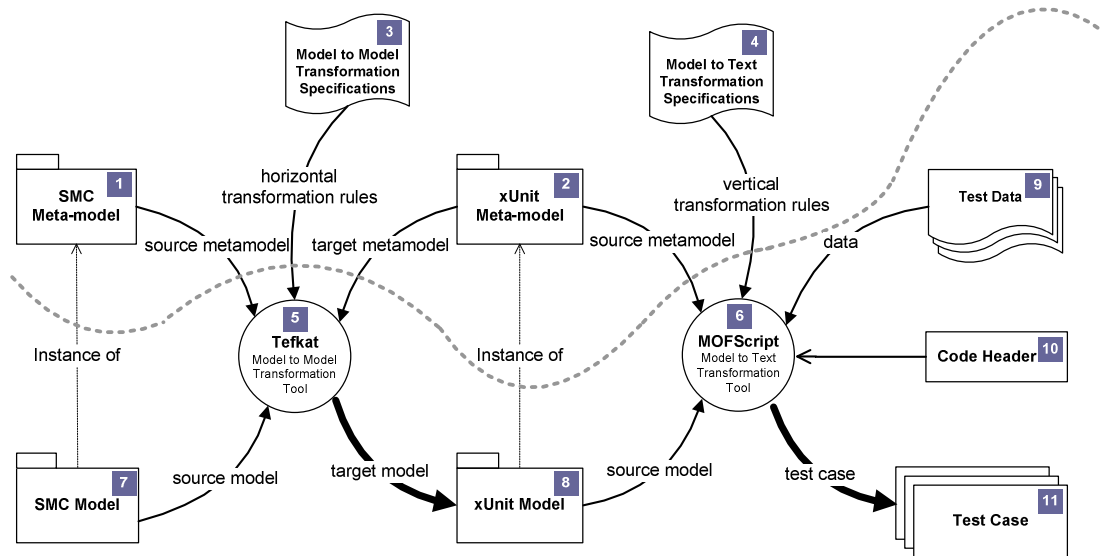 3
Model to Model
Transformation
Specifications
4
Model to Text
Transformation
Specifications
1
SMC
Meta-model
horizontal
transformation rules
2
xUnit
Meta-model
vertical
transformation rules
9
Test Data
source metamodel
target metamodel
source metamodel
data
5
Tefkat
Model to Model
Transformation
Tool
6
MOFScript
Model to Text
Transformation
Tool
Instance of
Instance of
Code Header
10
7
SMC Model
source model
target model
8
xUnit Model
source model
test case
11
Test Case